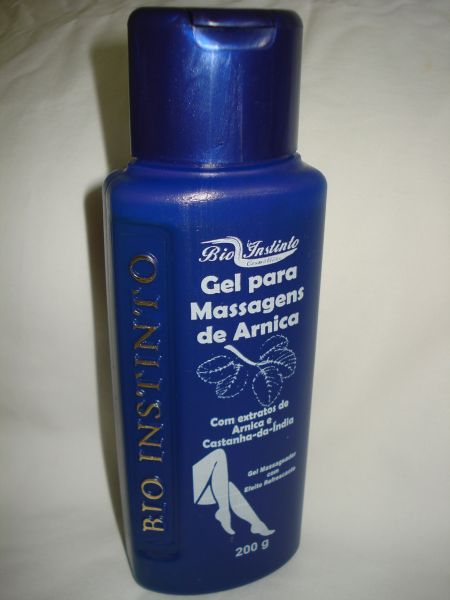 BIO INSTINTO
Bio Instinto
Cosméticos
Gel para
Massagens
de Arnica
Com extratos de
Arnica e
Castanha-da-Índia
Gel Massageador
com
Efeito Refrescante
200 g